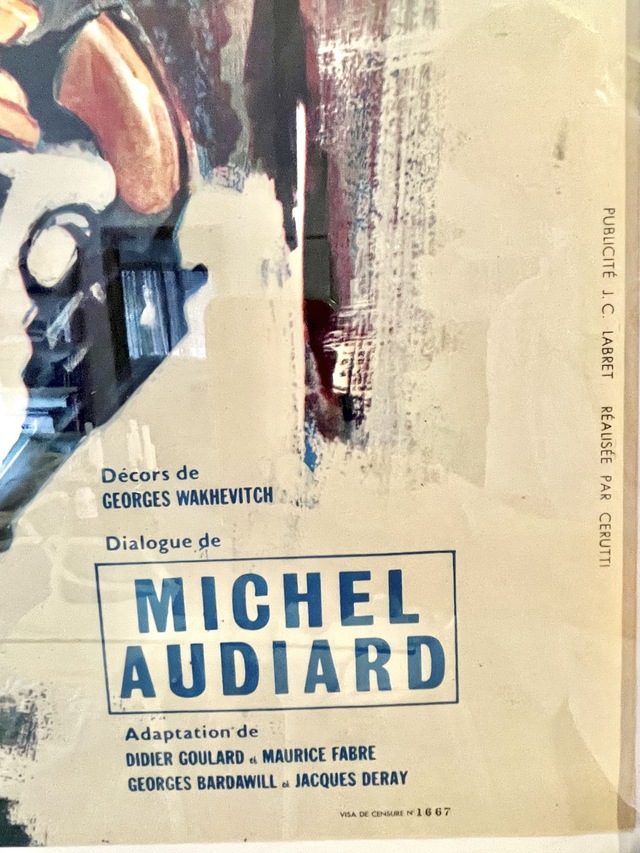 Décors de
GEORGES WAKHEVITCH
Dialogue de
MICHEL
AUDIARD
Adaptation de
DIDIER GOULARD et MAURICE FABRE
GEORGES BARDAWILL et JACQUES DERAY
VISA DE CENSURE N° 1667
PUBLICITÉ J.C. LABRET RÉALISÉE PAR CERUTTI